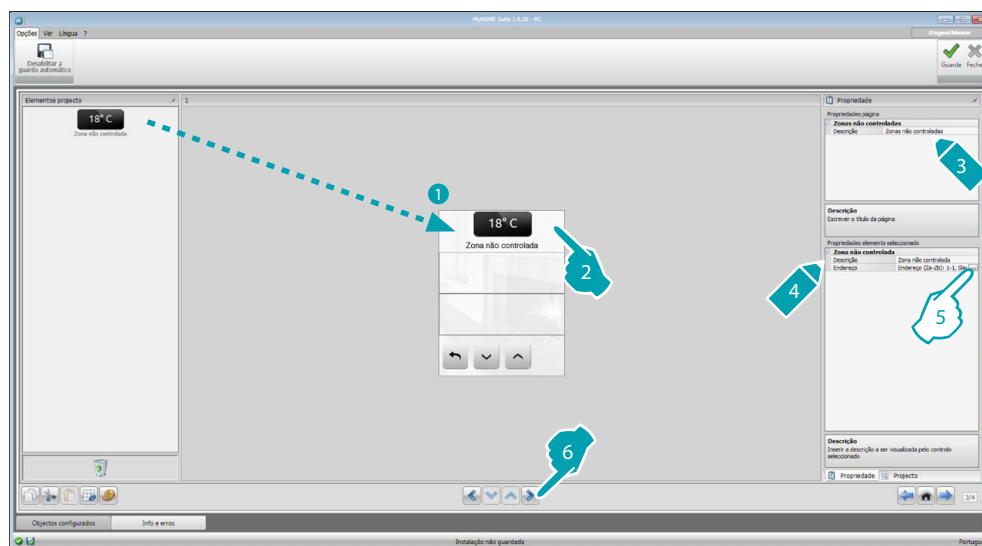 MyHOME Suite 1.0.30 - RC
Opções Ver Língua ?
Desabilitar a
guarda automática
Guarde Feche
Elementos projecto
18° C
Zona não controlada
1
1
18° C
Zona não controlada
2
6
Propriedade
Propriedades página
Zonas não controladas
Descrição Zonas não controladas
3
Descrição
Escrever o título da página
Propriedades elemento seleccionado
Zona não controlada
Descrição Zona não controlada
Endereço Endereço (Za-Zb): 1-1, Sla ...
4
5
Descrição
Inserir a descrição a ser visualizada pelo controlo
seleccionado
Propriedade Projecto
3/4
Objectos configurados Info e erros
Instalação não guardada
Portugu